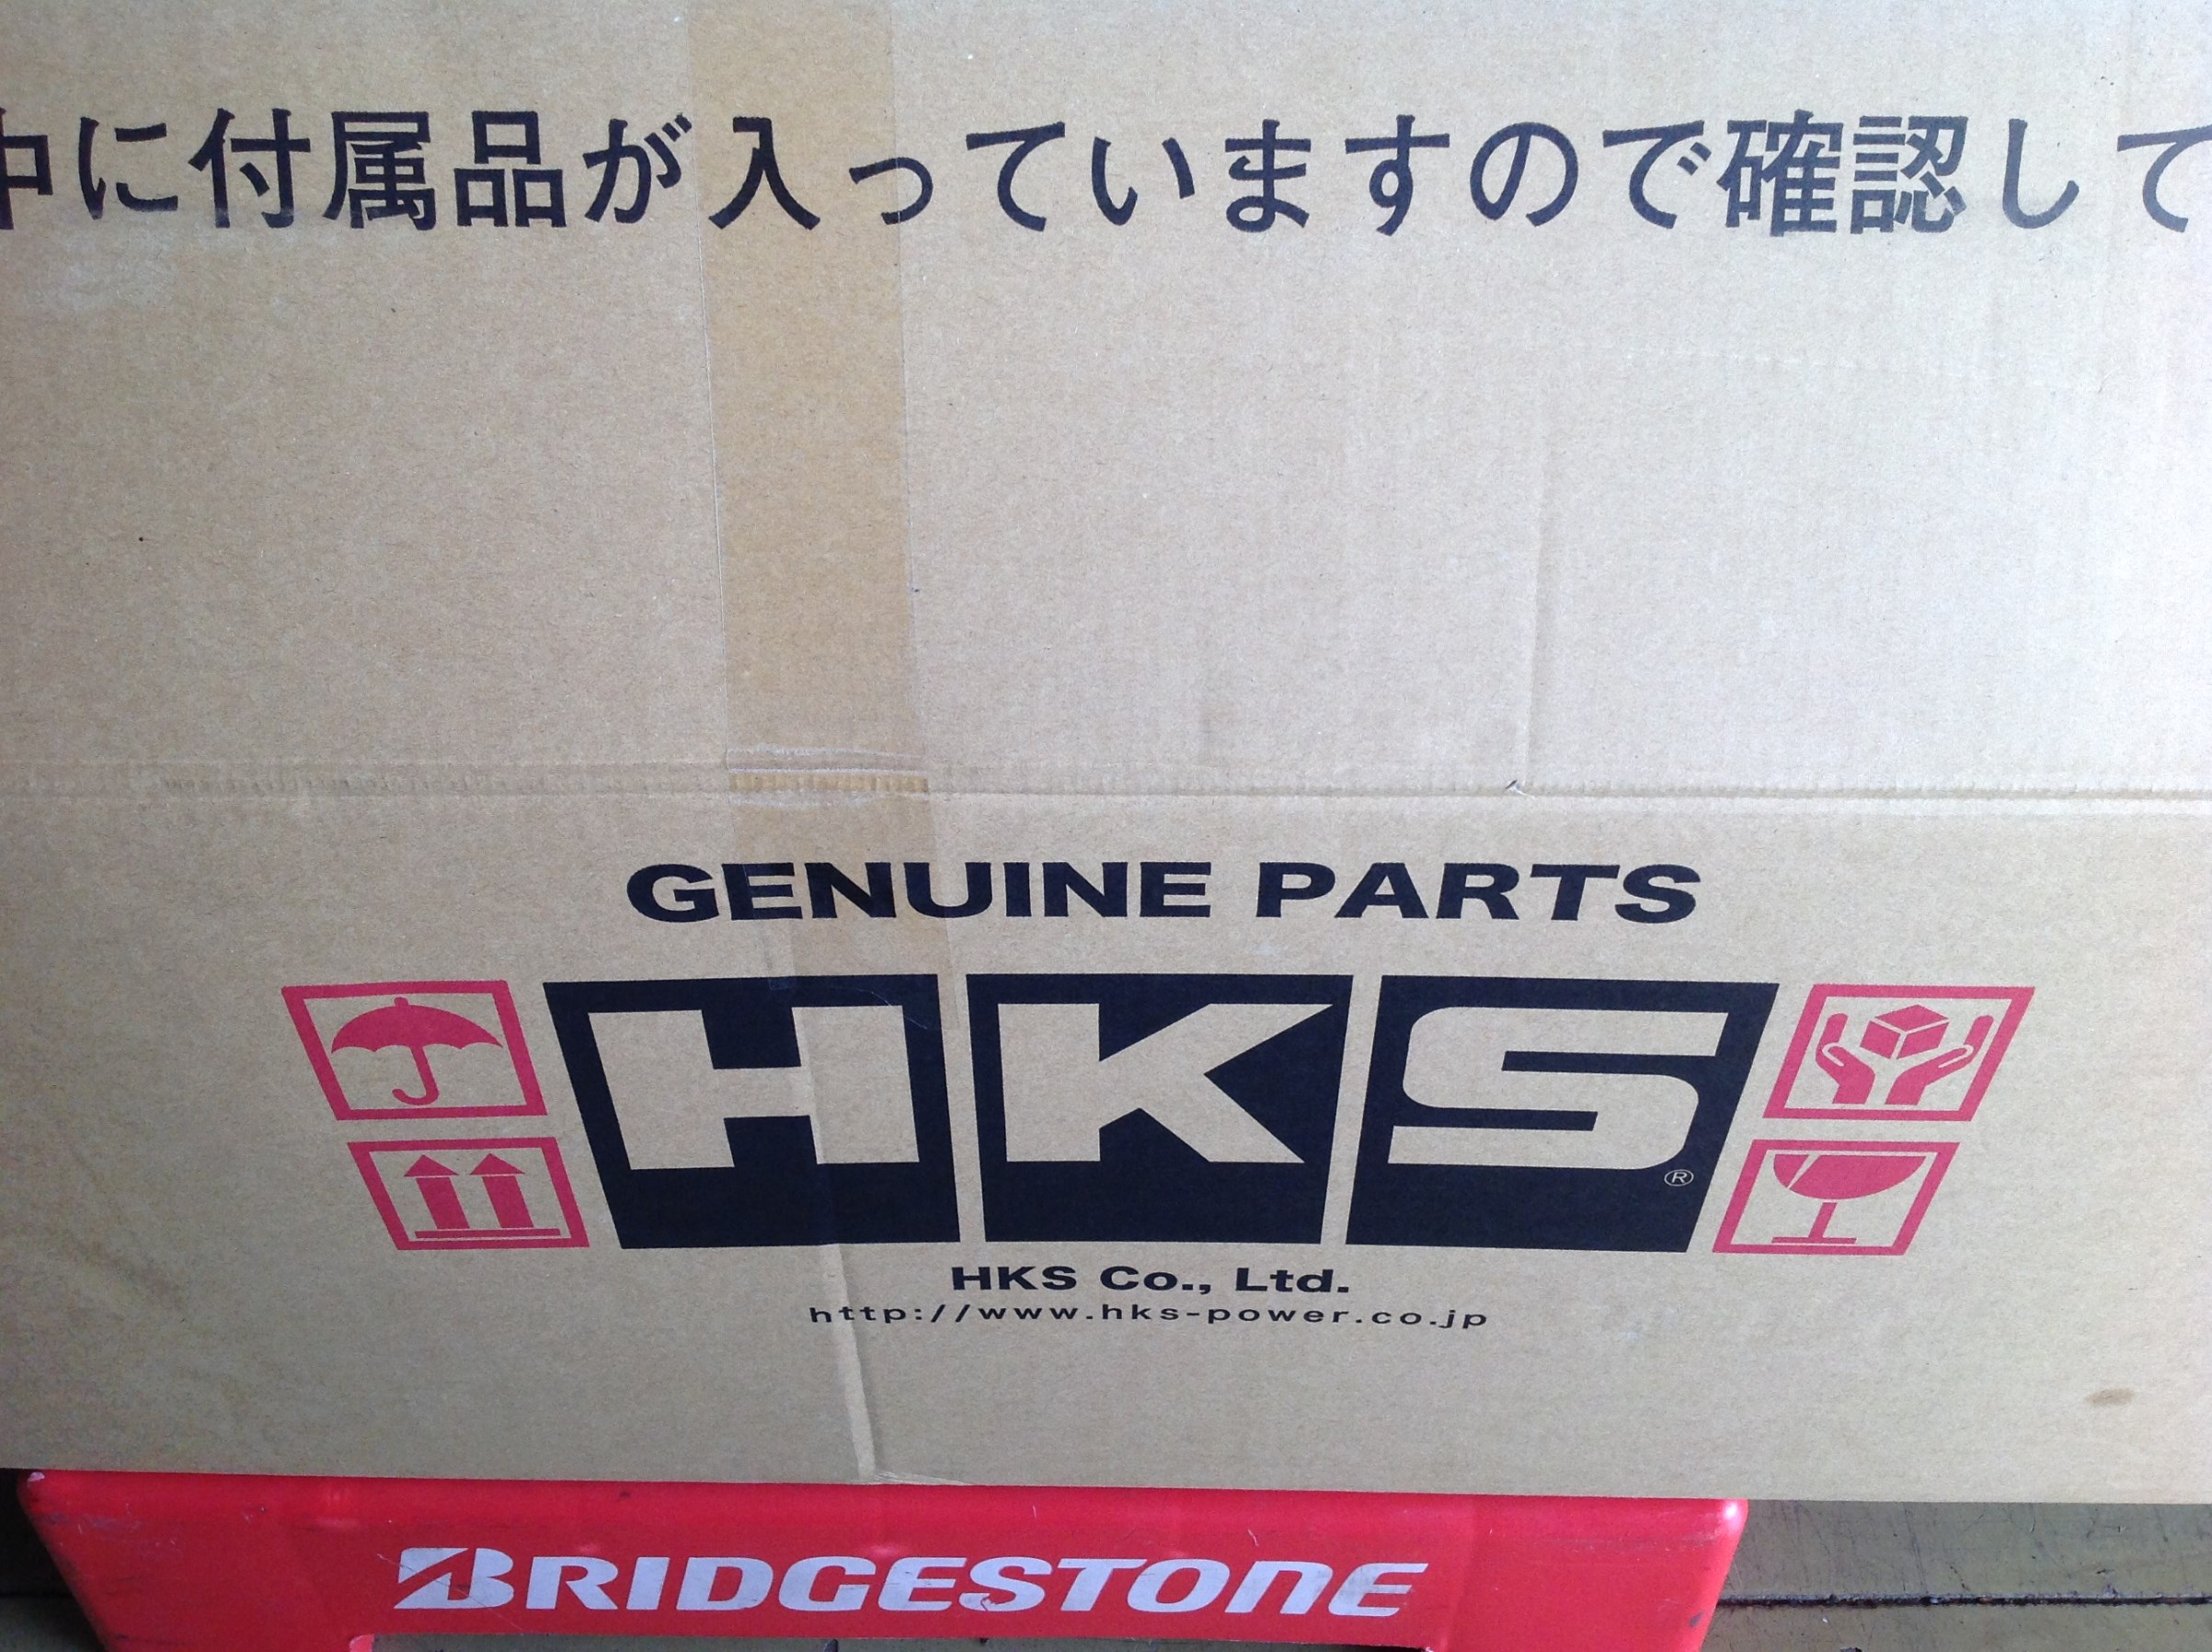 中に付属品が入っていますので確認して
GENUINE PARTS
HKS®
HKS Co., Ltd.
http://www.hks-power.co.jp
BRIDGESTONE